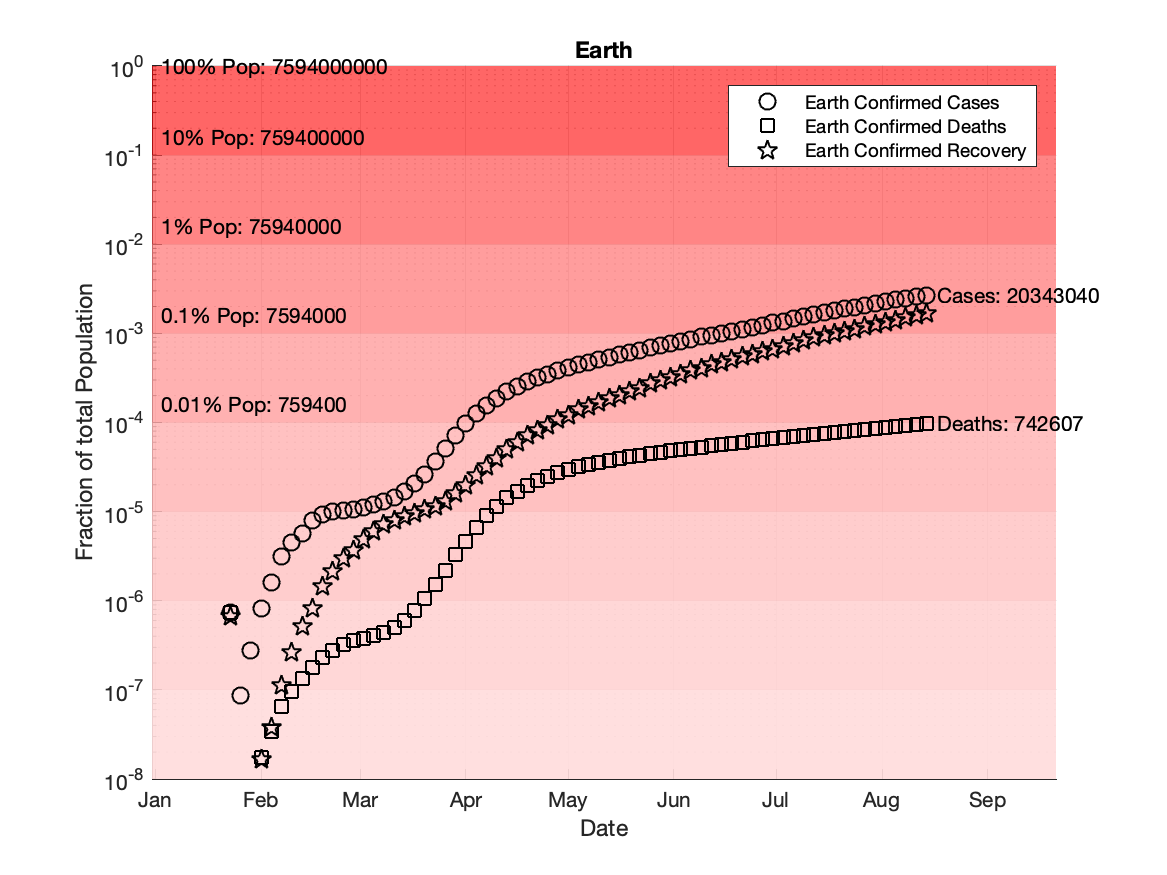 Earth
10^0
100% Pop: 7594000000
Earth Confirmed Cases
Earth Confirmed Deaths
Earth Confirmed Recovery
10% Pop: 759400000
10^-1
1% Pop: 75940000
10^-2
Cases: 20343040
0.1% Pop: 7594000
10^-3
0.01% Pop: 759400
10^-4
Deaths: 742607
10^-5
10^-6
10^-7
10^-8
Fraction of total Population
Jan Feb Mar Apr May Jun Jul Aug Sep
Date